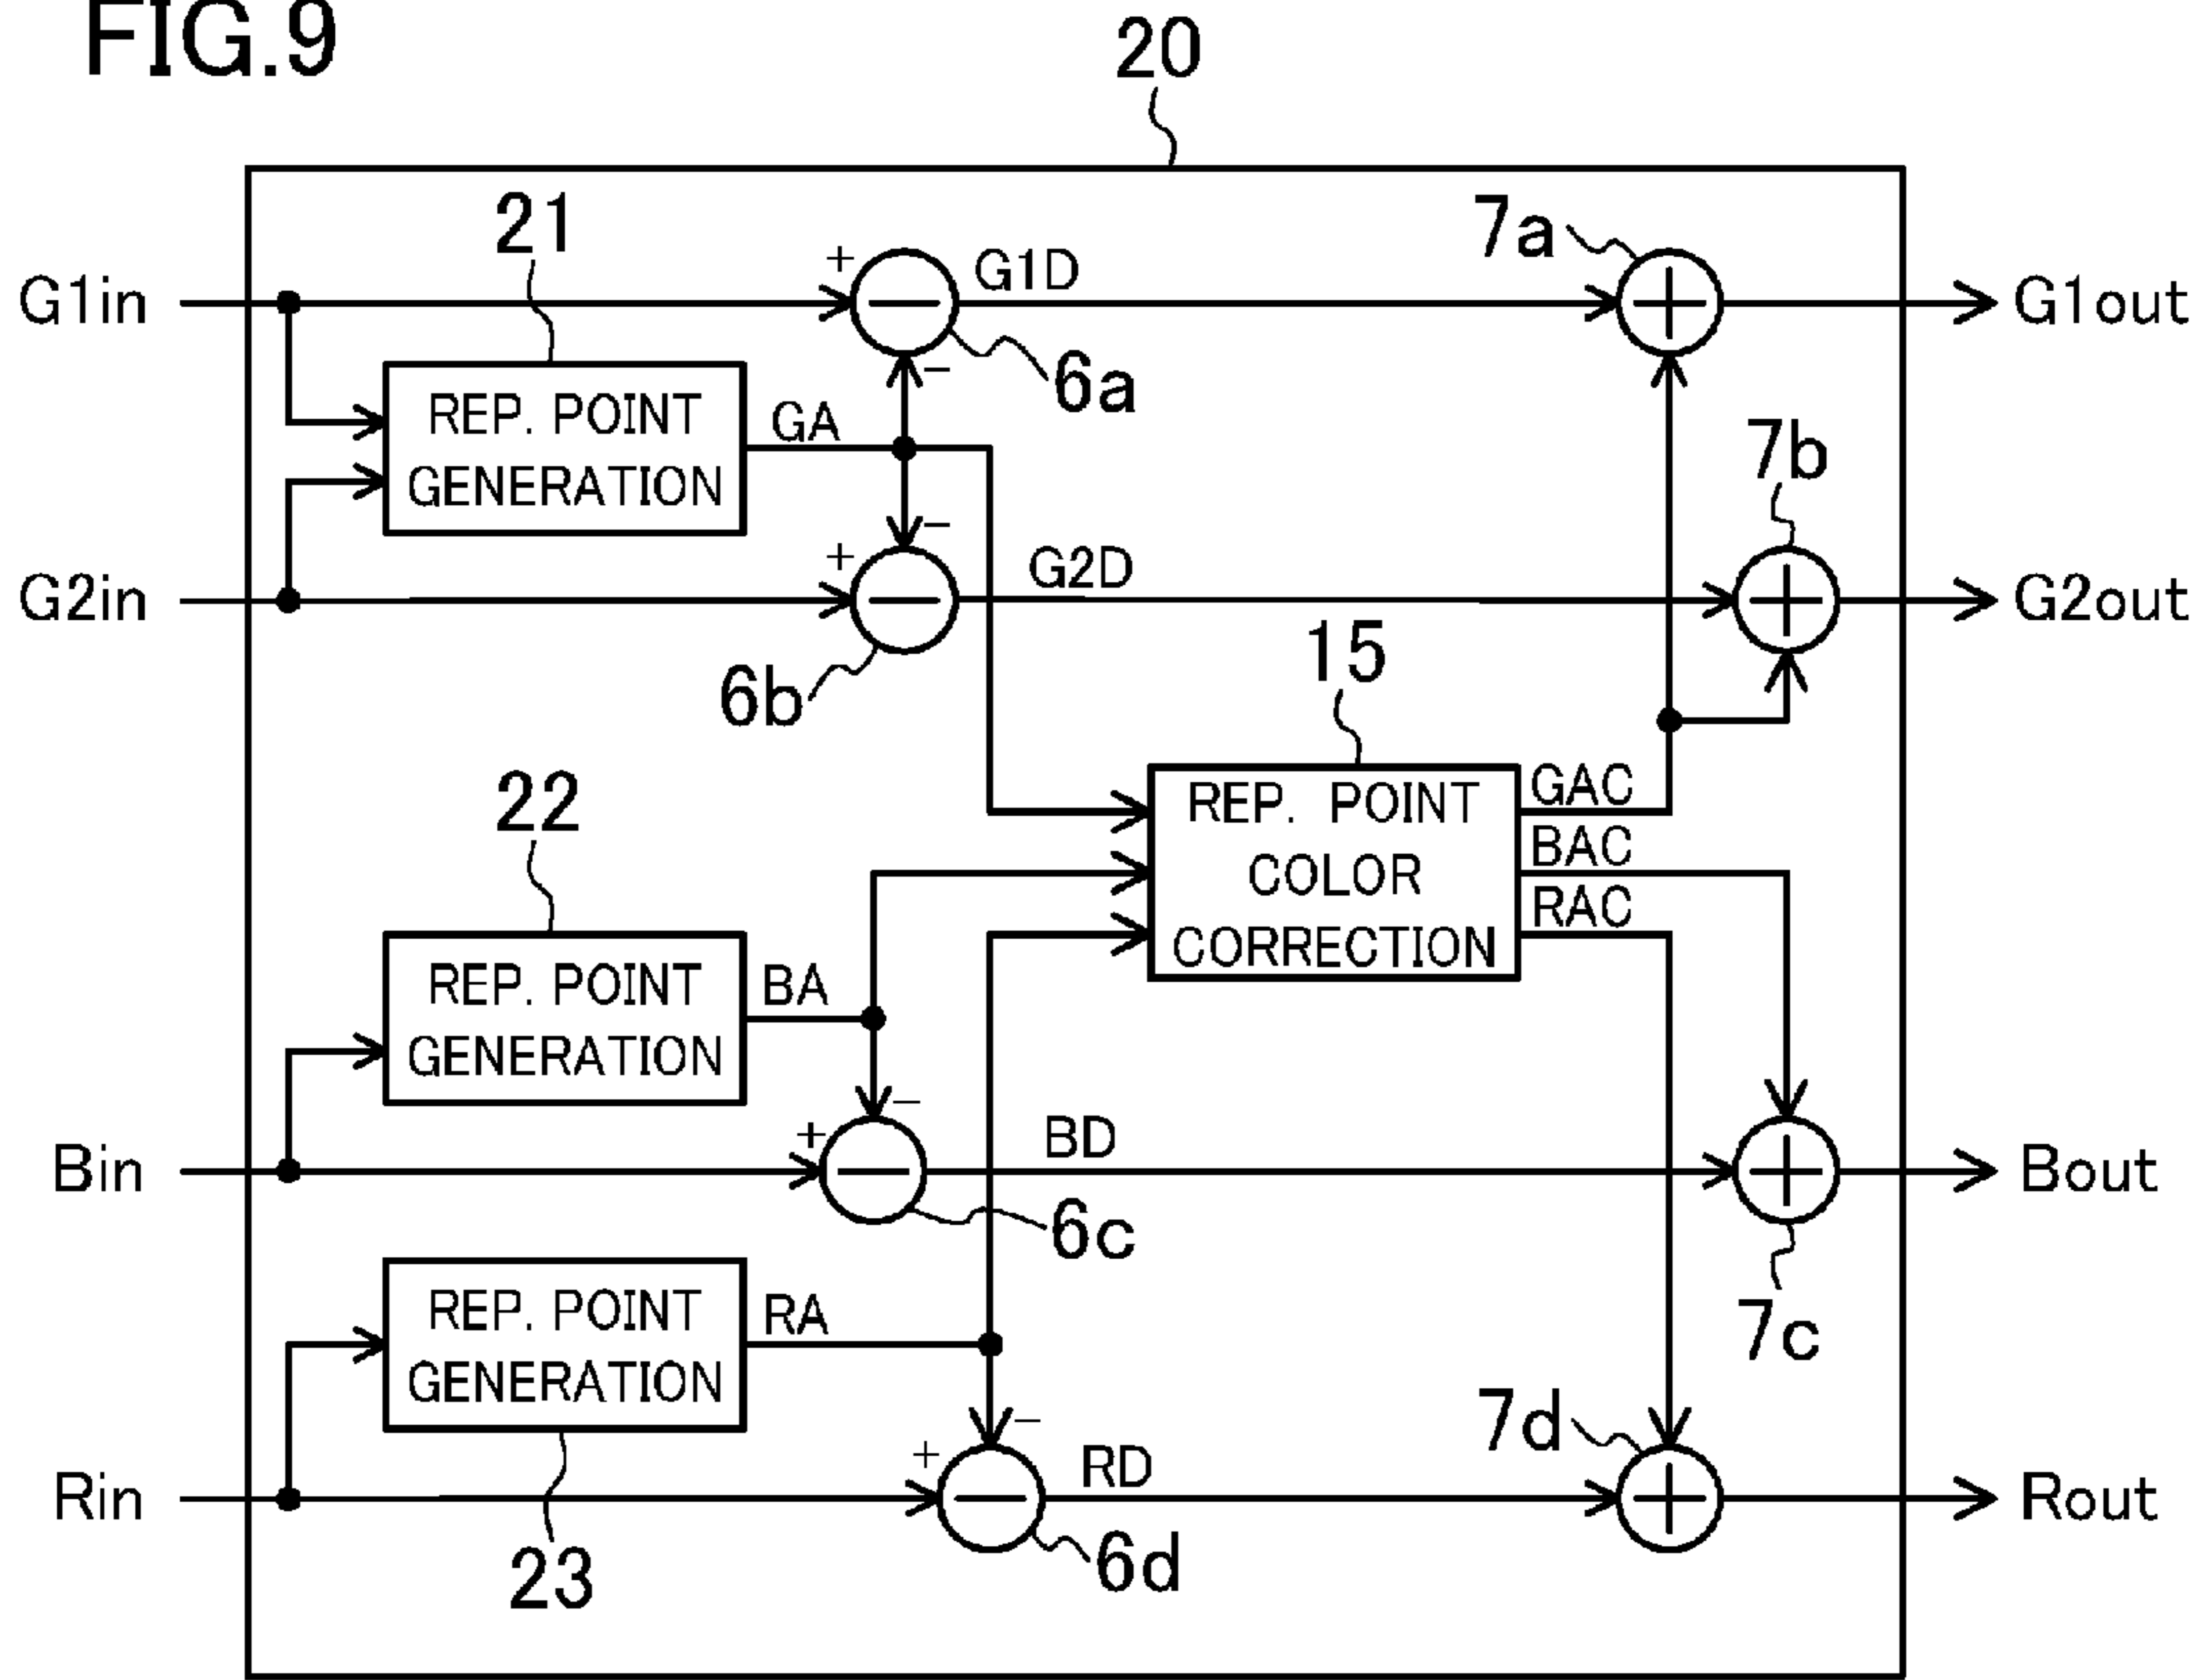 FIG.9
20
21
7a
G1in
+
G1D
G1out
-
6a
REP. POINT
GENERATION
GA
7b
-
G2in
+
G2D
G2out
6b
15
22
REP. POINT
COLOR
CORRECTION
GAC
BAC
RAC
REP. POINT
GENERATION
BA
-
Bin
+
BD
Bout
6c
REP. POINT
GENERATION
RA
7c
-
7d
Rin
+
RD
Rout
23
6d